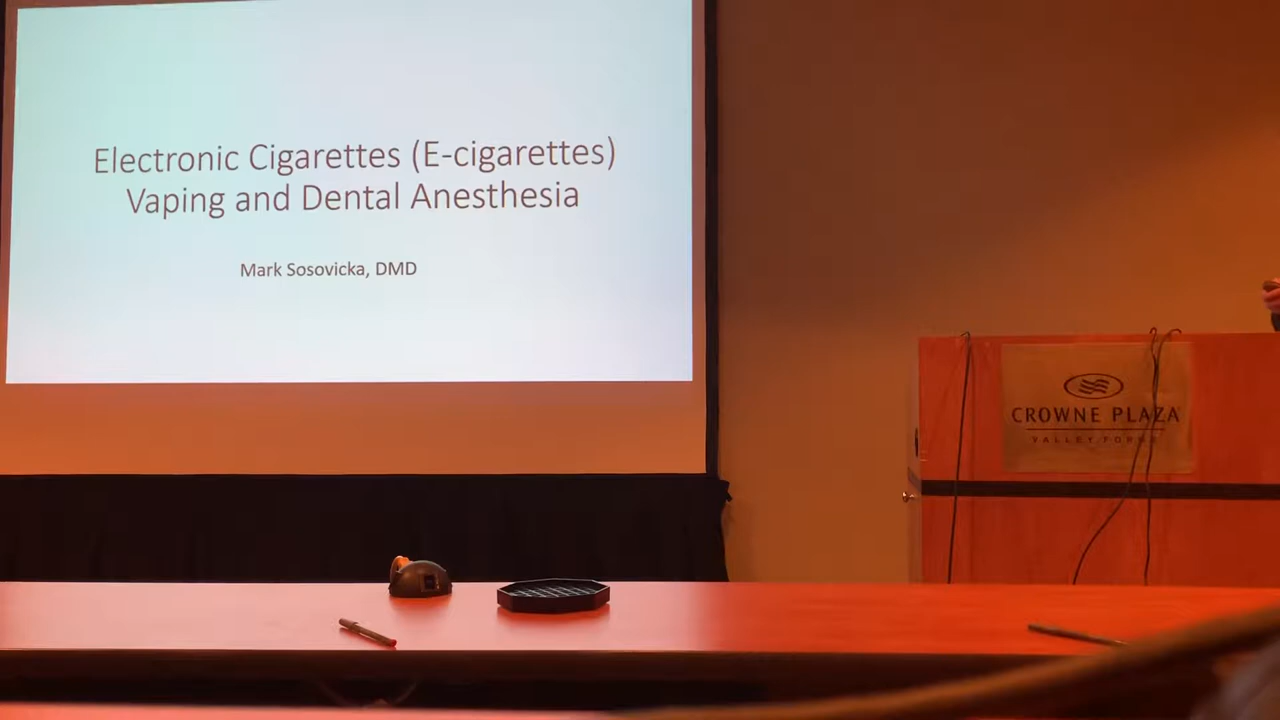 Electronic Cigarettes (E-cigarettes)
Vaping and Dental Anesthesia
Mark Sosovicka, DMD
CROWNE PLAZA
VALLEY FORGE